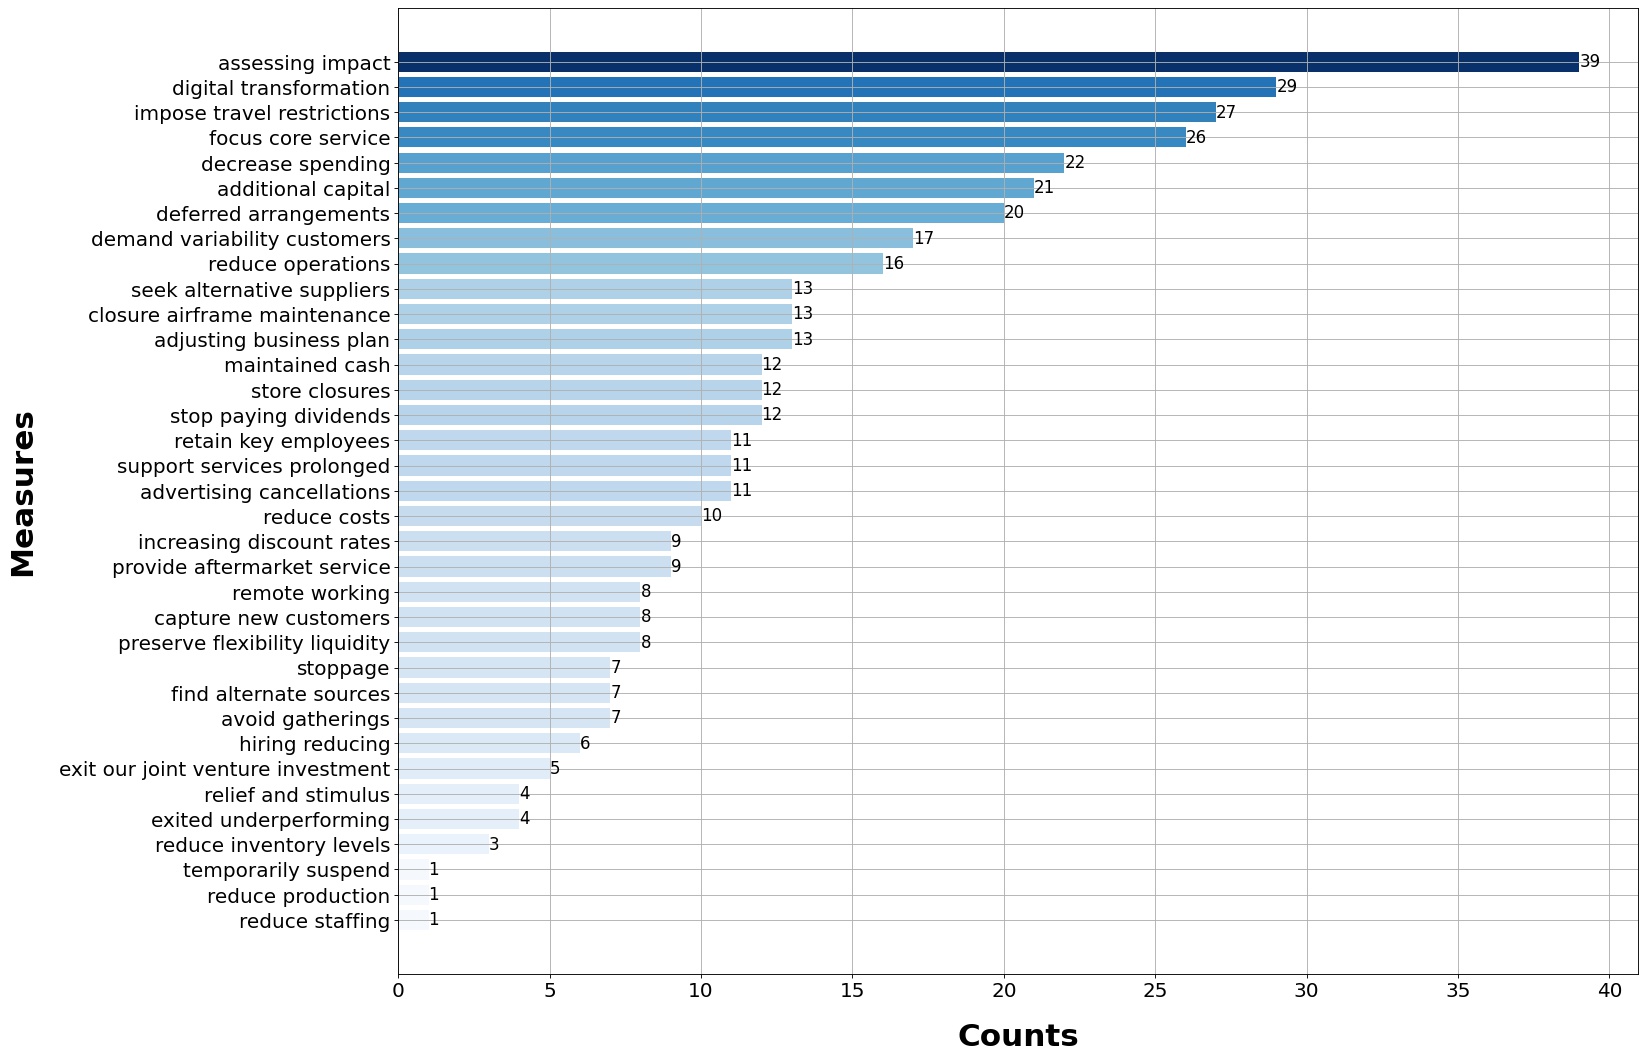 assessing impact 39
digital transformation 29
impose travel restrictions 27
focus core service 26
decrease spending 22
additional capital 21
deferred arrangements 20
demand variability customers 17
reduce operations 16
seek alternative suppliers 13
closure airframe maintenance 13
adjusting business plan 13
maintained cash 12
store closures 12
stop paying dividends 12
retain key employees 11
support services prolonged 11
advertising cancellations 11
reduce costs 10
increasing discount rates 9
provide aftermarket service 9
remote working 8
capture new customers 8
preserve flexibility liquidity 8
stoppage 7
find alternate sources 7
avoid gatherings 7
hiring reducing 6
exit our joint venture investment 5
relief and stimulus 4
exited underperforming 4
reduce inventory levels 3
temporarily suspend 1
reduce production 1
reduce staffing 1
Measures
0 5 10 15 20 25 30 35 40
Counts